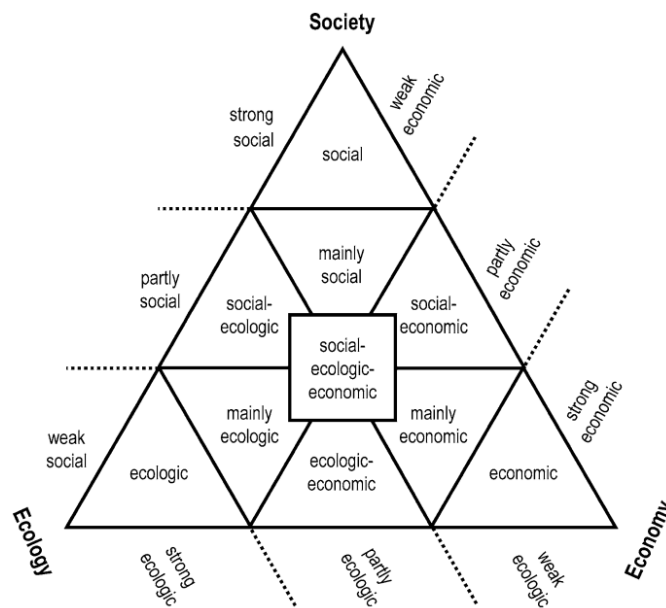 Society
strong
social
weak
economic
social
partly
social
mainly
social
partly
economic
social-
ecologic
social-
economic
social-
ecologic-
economic
weak
social
mainly
ecologic
mainly
economic
strong
economic
ecologic
ecologic-
economic
economic
Ecology
Economy
strong
ecologic
partly
ecologic
weak
ecologic